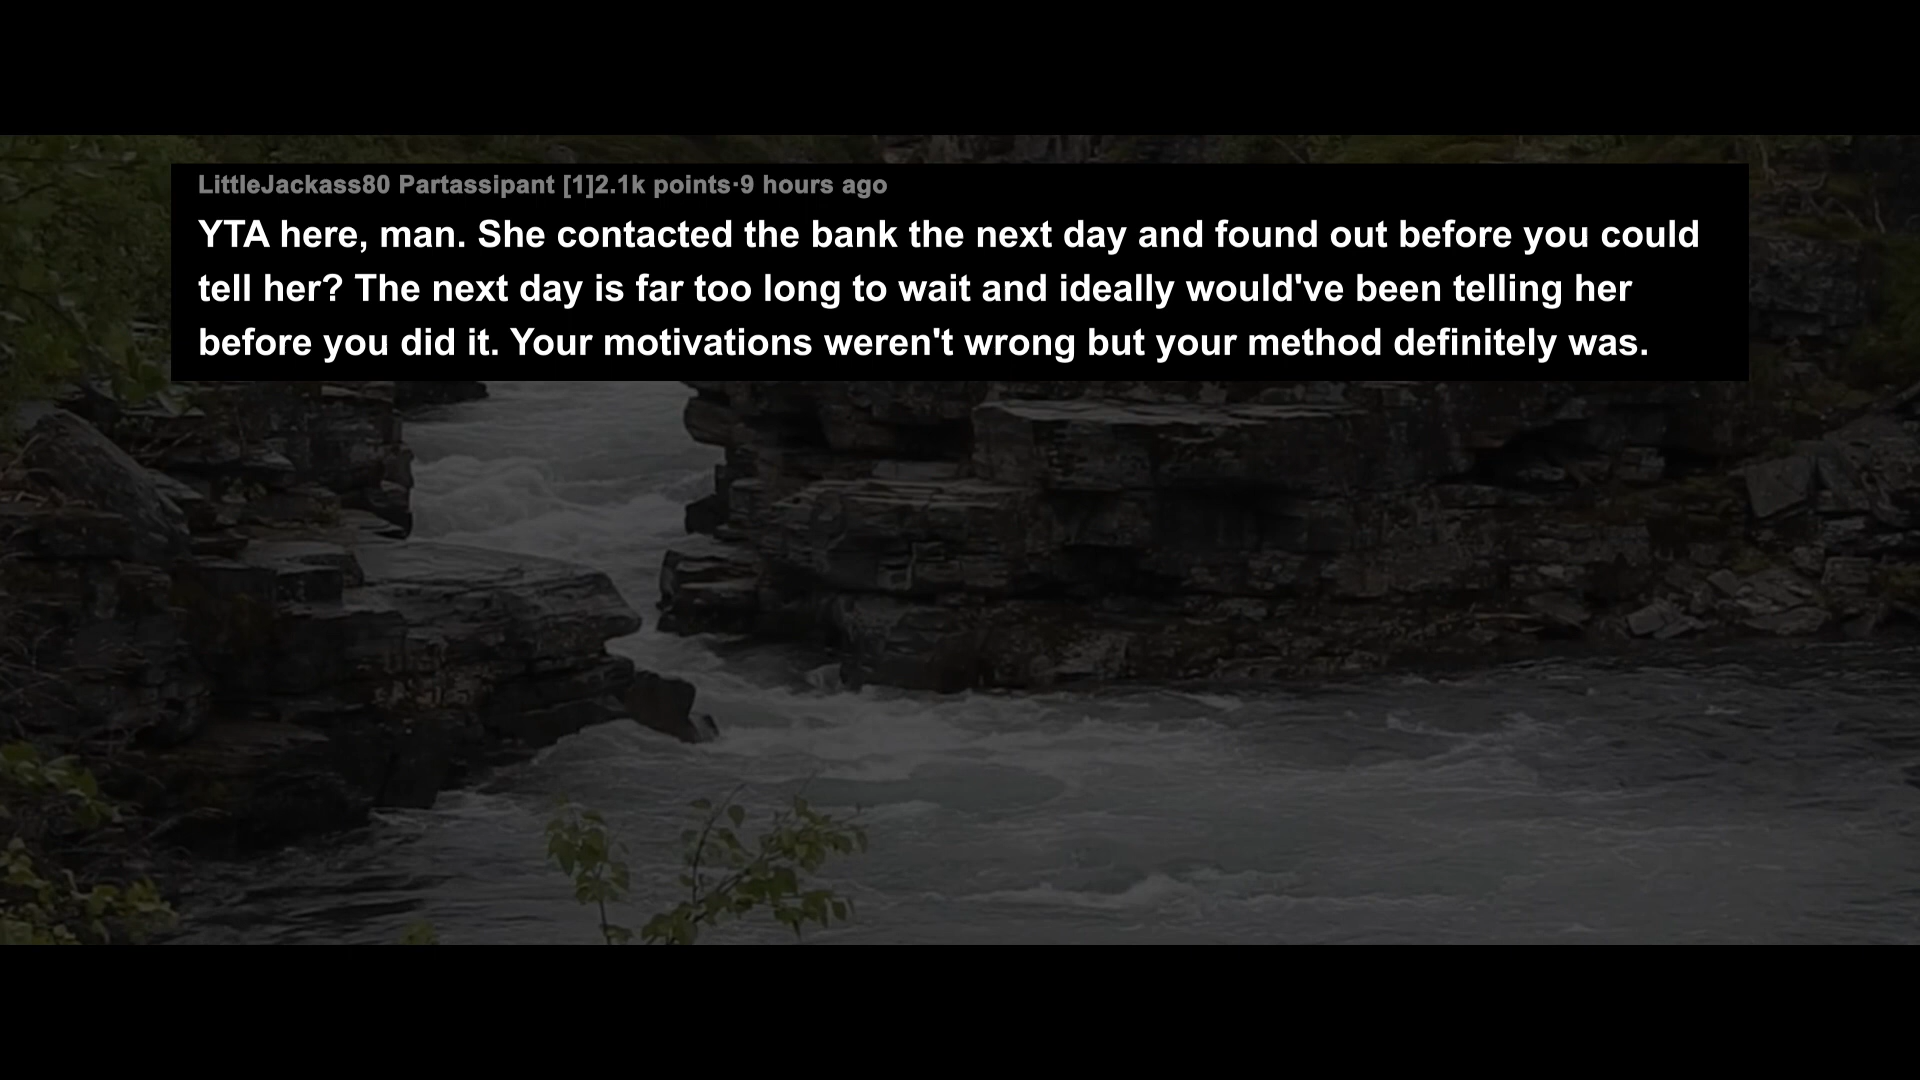 LittleJackass80 Partassipant [1]2.1k points·9 hours ago
YTA here, man. She contacted the bank the next day and found out before you could
tell her? The next day is far too long to wait and ideally would've been telling her
before you did it. Your motivations weren't wrong but your method definitely was.